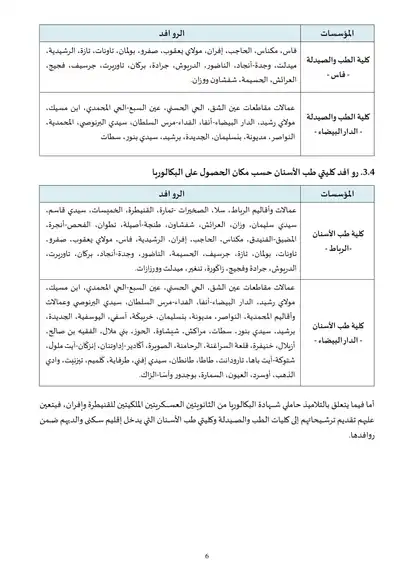 المؤسسات
الروافد
كلية الطب والصيدلة
- فاس -
فاس، مكناس، الحاجب، إفران، مولاي يعقوب، صفرو، بولمان، تاونات، تازة، الرشيدية،
ميدلت، وجدة-أنجاد، الناضور، الدريوش، جرادة، بركان، تاوريرت، جرسيف، فجيج،
العرائش، الحسيمة، شفشاون ووزان.
كلية الطب والصيدلة
- الدار البيضاء -
عمالات مقاطعات عين الشق، الحي الحسني، عين السبع-الحي المحمدي، ابن مسيك،
مولاي رشيد، الدار البيضاء-أنفا، الفداء-مرس السلطان، سيدي البرنوصي، المحمدية،
النواصر، مديونة، بنسليمان، الجديدة، برشيد، سيدي بنور، سطات
3.4. روافد كليتي طب الأسنان حسب مكان الحصول على البكالوريا
المؤسسات
الروافد
كلية طب الأسنان
-الرباط -
عمالات وأقاليم الرباط، سلا، الصخيرات -تمارة، القنيطرة، الخميسات، سيدي قاسم،
سيدي سليمان، وزان، العرائش، شفشاون، طنجة-أصيلة، تطوان، الفحص-أنجرة،
المضيق-الفنيدق، مكناس، الحاجب، إفران، الرشيدية، فاس، مولاي يعقوب، صفرو،
تاونات، بولمان، تازة، جرسيف، الحسيمة، الناضور، وجدة-أنجاد، بركان، تاوريرت،
الدريوش، جرادة وفجيج، زاكورة، تنغير، ميدلت وورزازات.
كلية طب الأسنان
- الدار البيضاء -
عمالات مقاطعات عين الشق، الحي الحسني، عين السبع-الحي المحمدي، ابن مسيك،
مولاي رشيد، الدار البيضاء-أنفا، الفداء-مرس السلطان، سيدي البرنوصي وعمالات
وأقاليم المحمدية، النواصر، مديونة، بنسليمان، خريبكة، آسفي، اليوسفية، الجديدة،
برشيد، سيدي بنور، سطات، مراكش، شيشاوة، الحوز، بني ملال، الفقيه بن صالح،
أزيلال، خنيفرة، قلعة السراغنة، الرحامنة، الصويرة، أكادير-إداوتنان، إنزكان-أيت ملول،
شتوكة-أيت باها، تارودانت، طاطا، طانطان، سيدي إفني، طرفاية، كلميم، تيزنيت، وادي
الذهب، أوسرد، العيون، السمارة، بوجدور وأسا-الزاك.
أما فيما يتعلق بالتلاميذ حاملي شهادة البكالوريا من الثانويتين العسكريتين الملكيتين للقنيطرة وإفران، فيتعين
عليهم تقديم ترشيحاتهم إلى كليات الطب والصيدلة وكليتي طب الأسنان التي يدخل إقليم سكنى والديهم ضمن
روافدها.
6